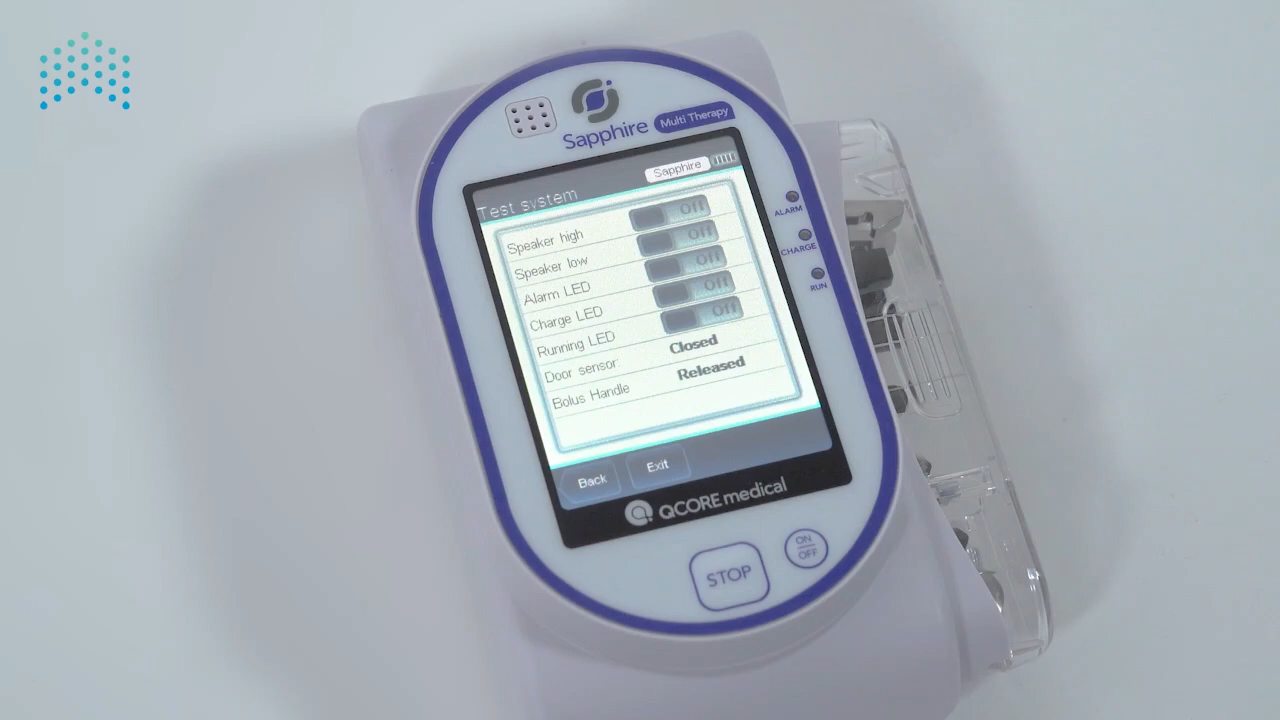 Sapphire Multi Therapy
Sapphire
Test system
Speaker high Off
Speaker low Off
Alarm LED Off
Charge LED Off
Running LED Off
Door sensor Closed
Bolus Handle Released
Back Exit
QCORE medical
ALARM
CHARGE
RUN
STOP
ON
OFF